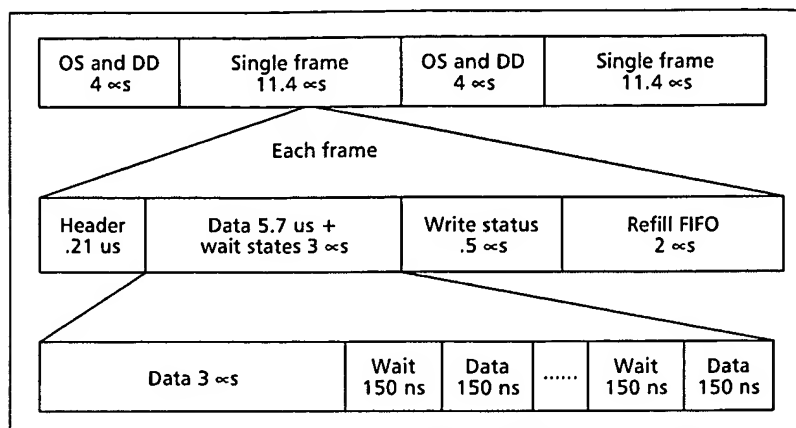 OS and DD
4 ∝s
Single frame
11.4 ∝s
OS and DD
4 ∝s
Single frame
11.4 ∝s
Each frame
Header
.21 us
Data 5.7 us +
wait states 3 ∝s
Write status
.5 ∝s
Refill FIFO
2 ∝s
Data 3 ∝s
Wait
150 ns
Data
150 ns
......
Wait
150 ns
Data
150 ns